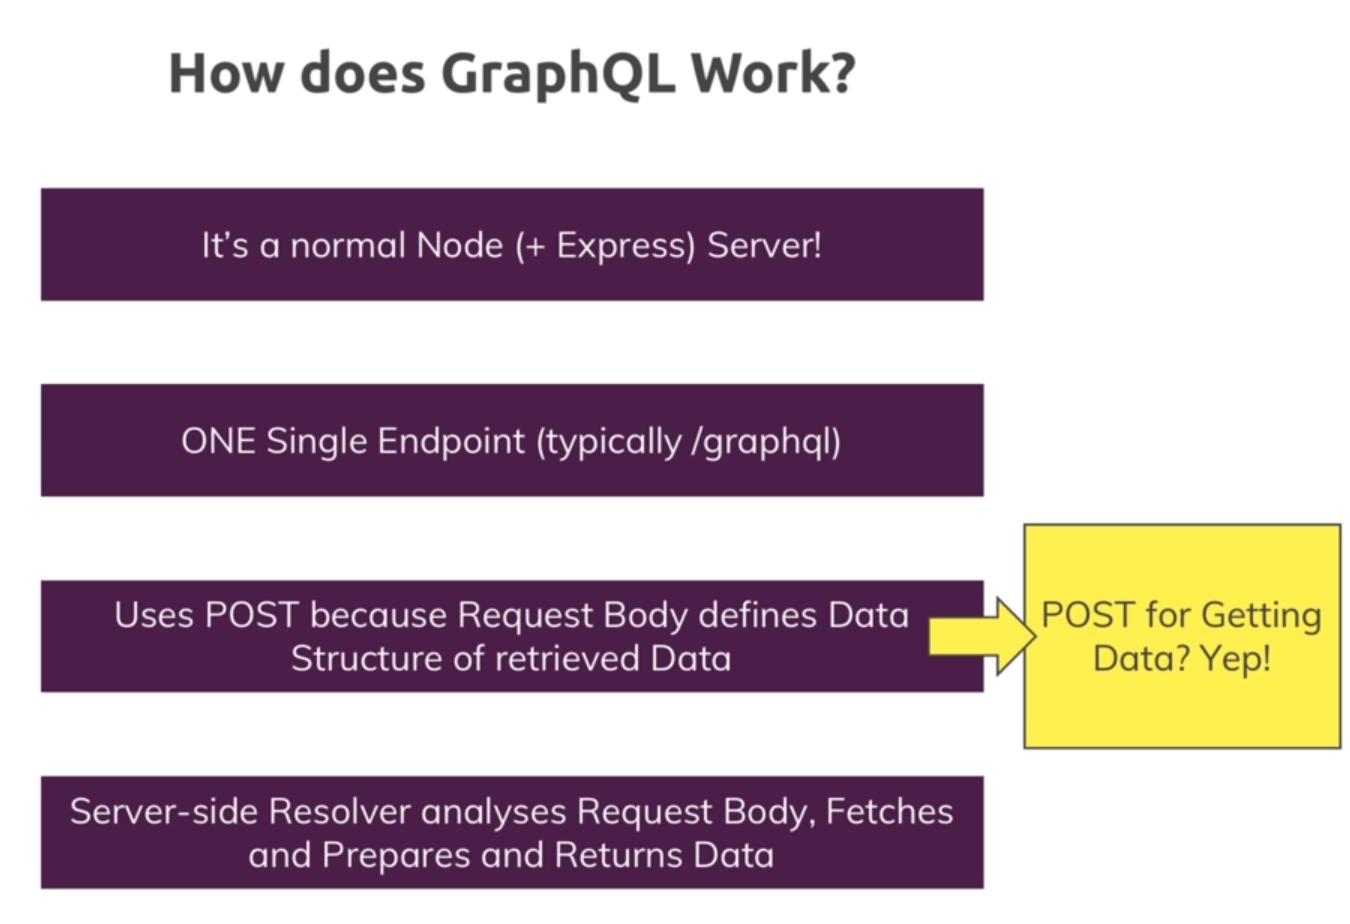 How does GraphQL Work?
It’s a normal Node (+ Express) Server!
ONE Single Endpoint (typically /graphql)
Uses POST because Request Body defines Data
Structure of retrieved Data
POST for Getting
Data? Yep!
Server-side Resolver analyses Request Body, Fetches
and Prepares and Returns Data